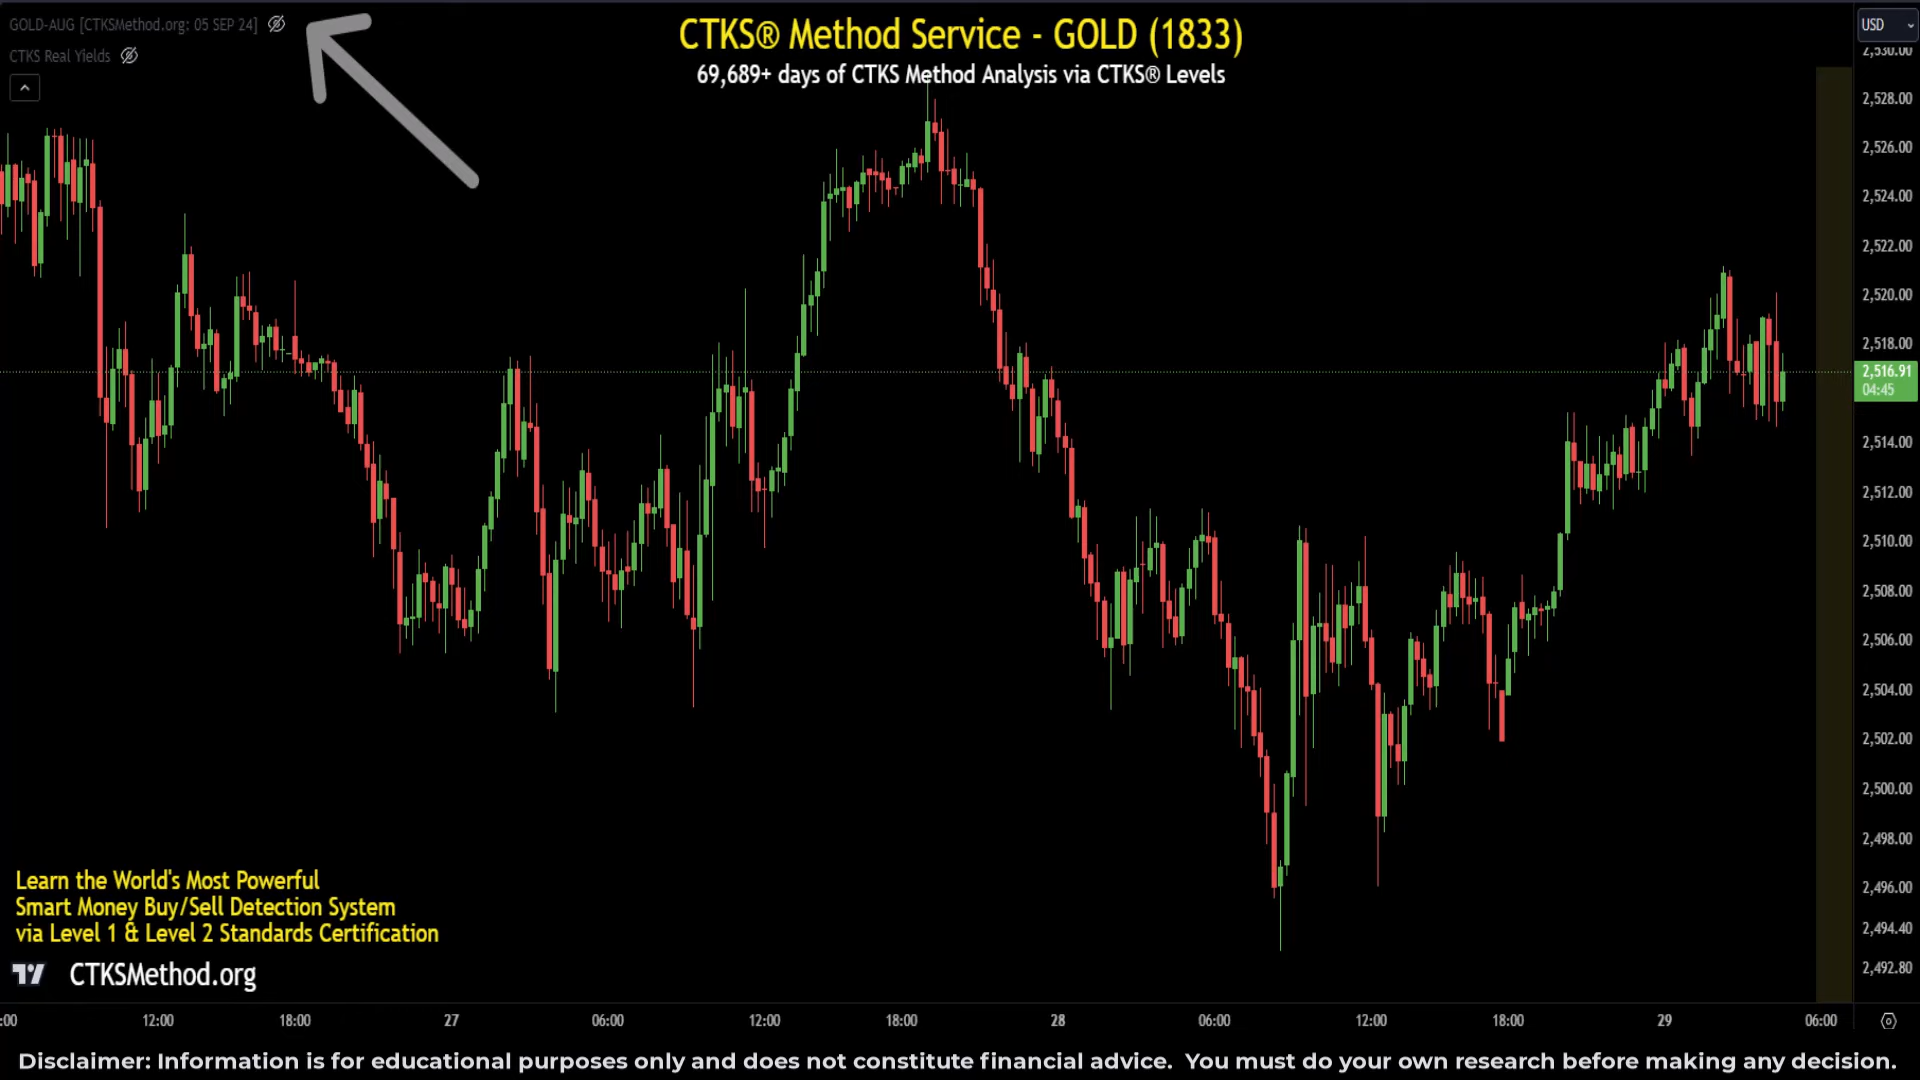 GOLD-AUG [CTKSMethod.org: 05 SEP 24]
CTKS Real Yields
CTKS® Method Service - GOLD (1833)
69,689+ days of CTKS Method Analysis via CTKS® Levels
USD
2,530.00
2,528.00
2,526.00
2,524.00
2,522.00
2,520.00
2,518.00
2,516.91
04:45
2,514.00
2,512.00
2,510.00
2,508.00
2,506.00
2,504.00
2,502.00
2,500.00
2,498.00
2,496.00
2,494.40
2,492.80
Learn the World's Most Powerful
Smart Money Buy/Sell Detection System
via Level 1 & Level 2 Standards Certification
CTKSMethod.org
:00 12:00 18:00 27 06:00 12:00 18:00 28 06:00 12:00 18:00 29 06:00
Disclaimer: Information is for educational purposes only and does not constitute financial advice. You must do your own research before making any decision.